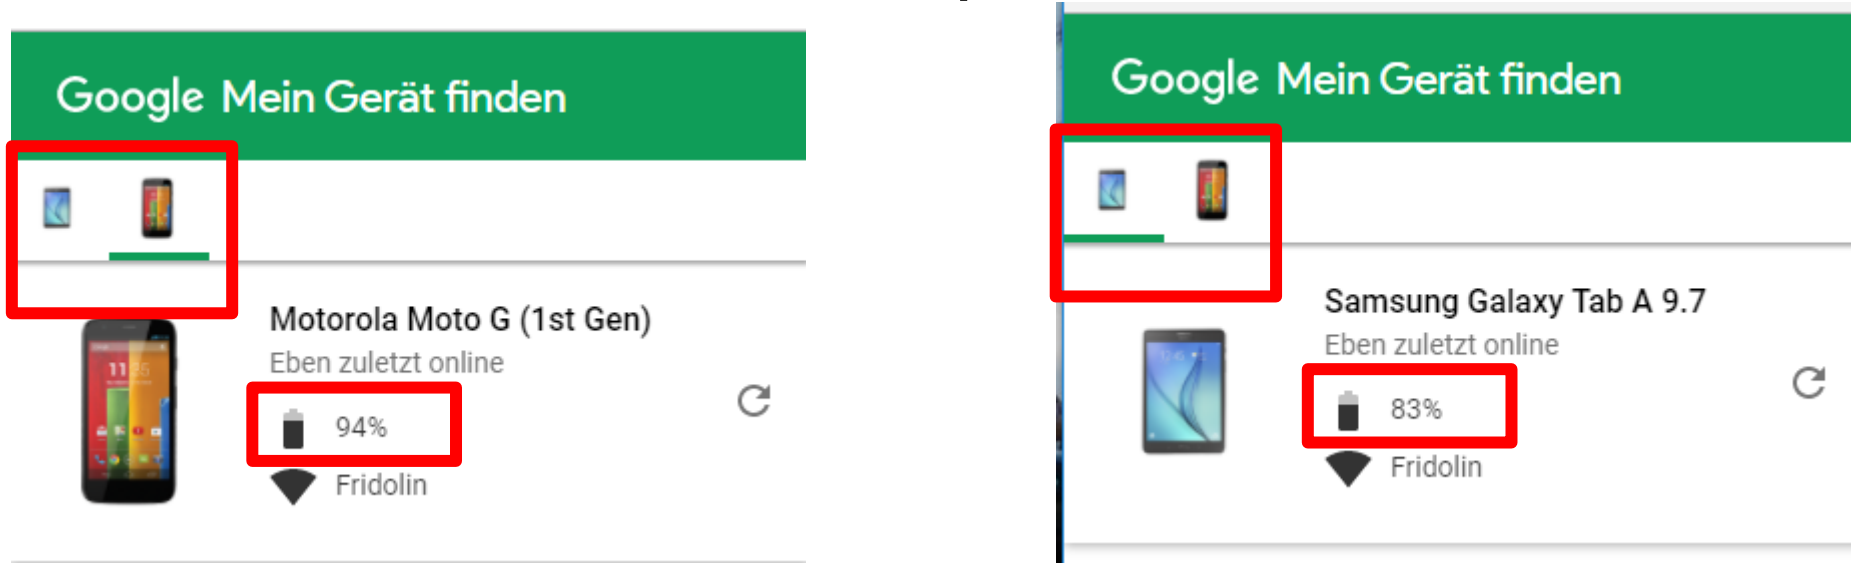 Google Mein Gerät finden
Motorola Moto G (1st Gen)
Eben zuletzt online
94%
Fridolin
Google Mein Gerät finden
Samsung Galaxy Tab A 9.7
Eben zuletzt online
83%
Fridolin